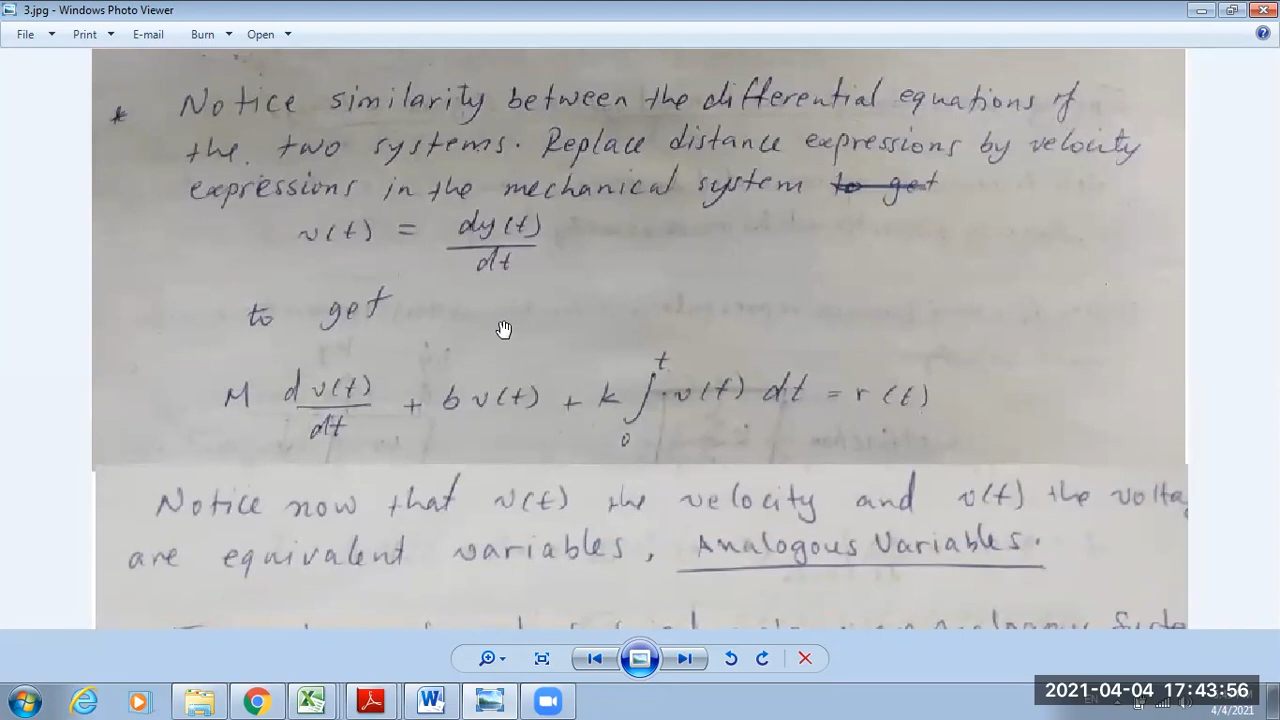 3.jpg - Windows Photo Viewer
File Print E-mail Burn Open
* Notice similarity between the differential equations of
the two systems. Replace distance expressions by velocity
expressions in the mechanical system to get
v(t) = dy(t)/dt
to get
M dv(t)/dt + b v(t) + k ∫₀ᵗ v(t) dt = r(t)
Notice now that v(t) the velocity and v(t) the volta
are equivalent variables, Analogous Variables.
2021-04-04 17:43:56
4/4/2021